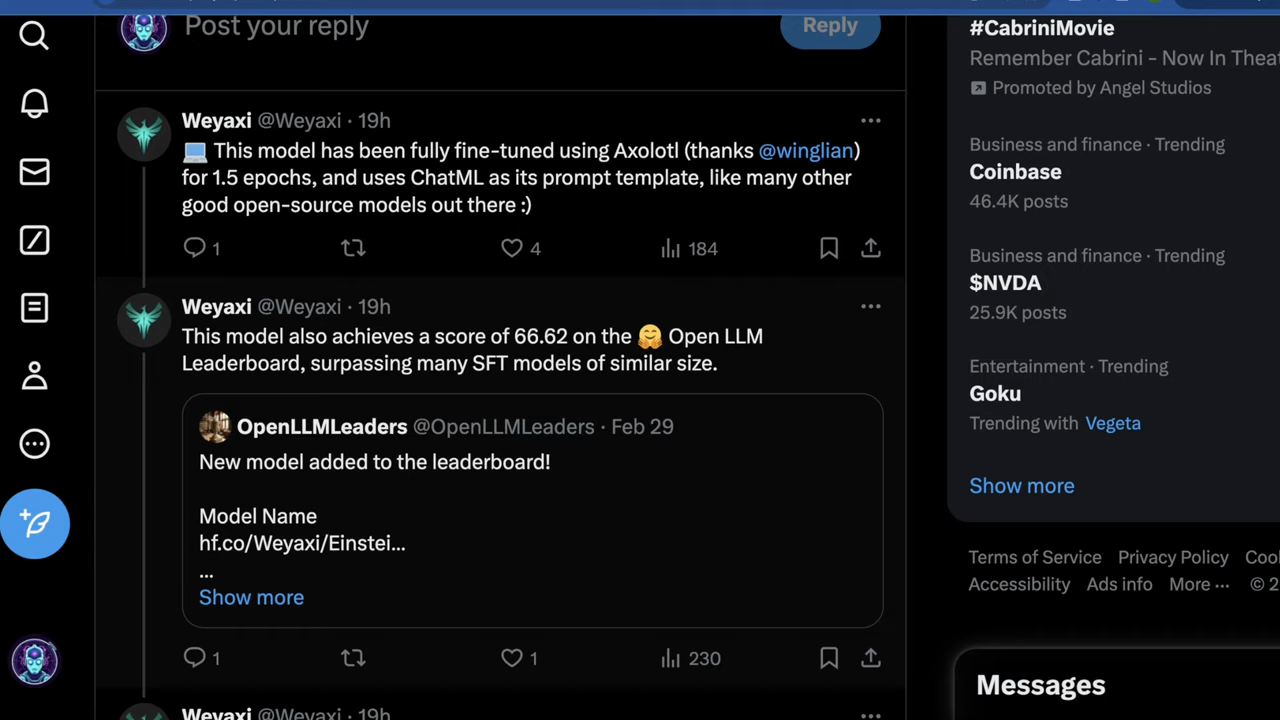 Post your reply
Reply
Weyaxi @Weyaxi · 19h
💻 This model has been fully fine-tuned using Axolotl (thanks @winglian)
for 1.5 epochs, and uses ChatML as its prompt template, like many other
good open-source models out there :)
1
4
184
Weyaxi @Weyaxi · 19h
This model also achieves a score of 66.62 on the 🤗 Open LLM
Leaderboard, surpassing many SFT models of similar size.
OpenLLMLeaders @OpenLLMLeaders · Feb 29
New model added to the leaderboard!
Model Name
hf.co/Weyaxi/Einstei...
...
Show more
1
1
230
Weyaxi @Weyaxi · 19h
#CabriniMovie
Remember Cabrini - Now In Thea
Promoted by Angel Studios
Business and finance · Trending
Coinbase
46.4K posts
Business and finance · Trending
$NVDA
25.9K posts
Entertainment · Trending
Goku
Trending with Vegeta
Show more
Terms of Service Privacy Policy Coo
Accessibility Ads info More ··· © 2
Messages